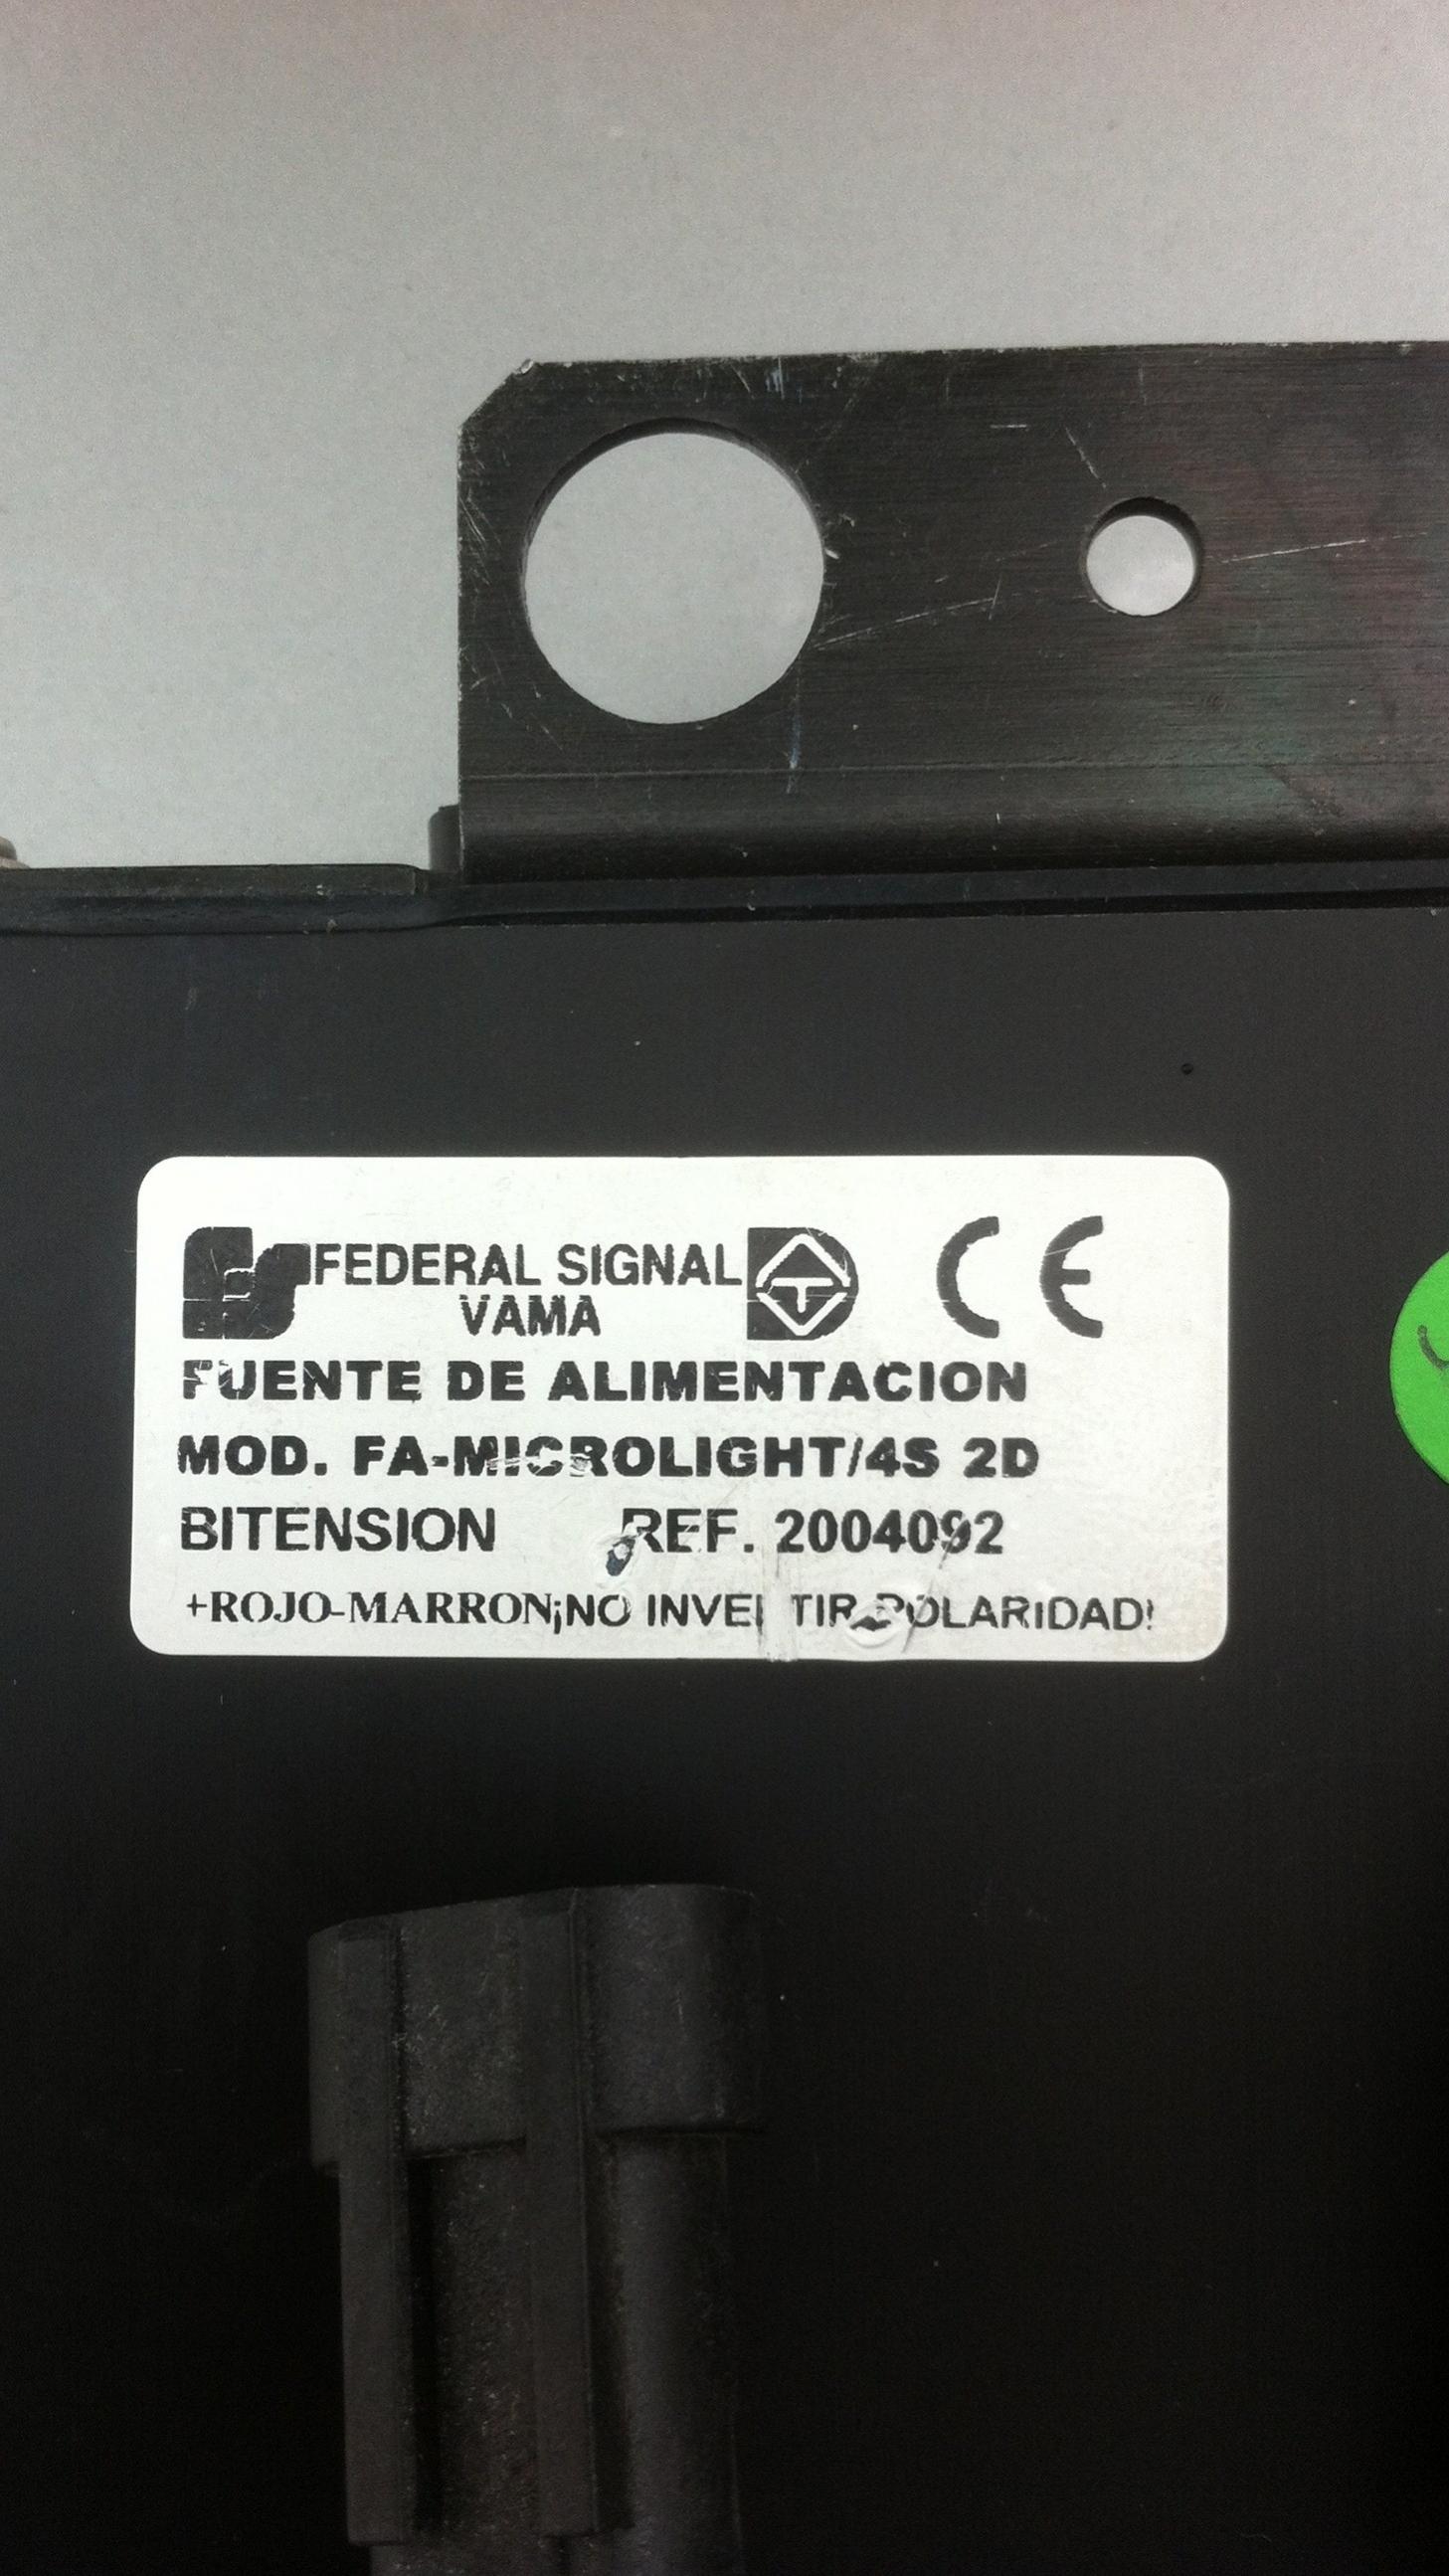 FEDERAL SIGNAL
VAMA
CE
FUENTE DE ALIMENTACION
MOD. FA-MICROLIGHT/4S 2D
BITENSION REF. 2004092
+ROJO-MARRON¡NO INVERTIR POLARIDAD!